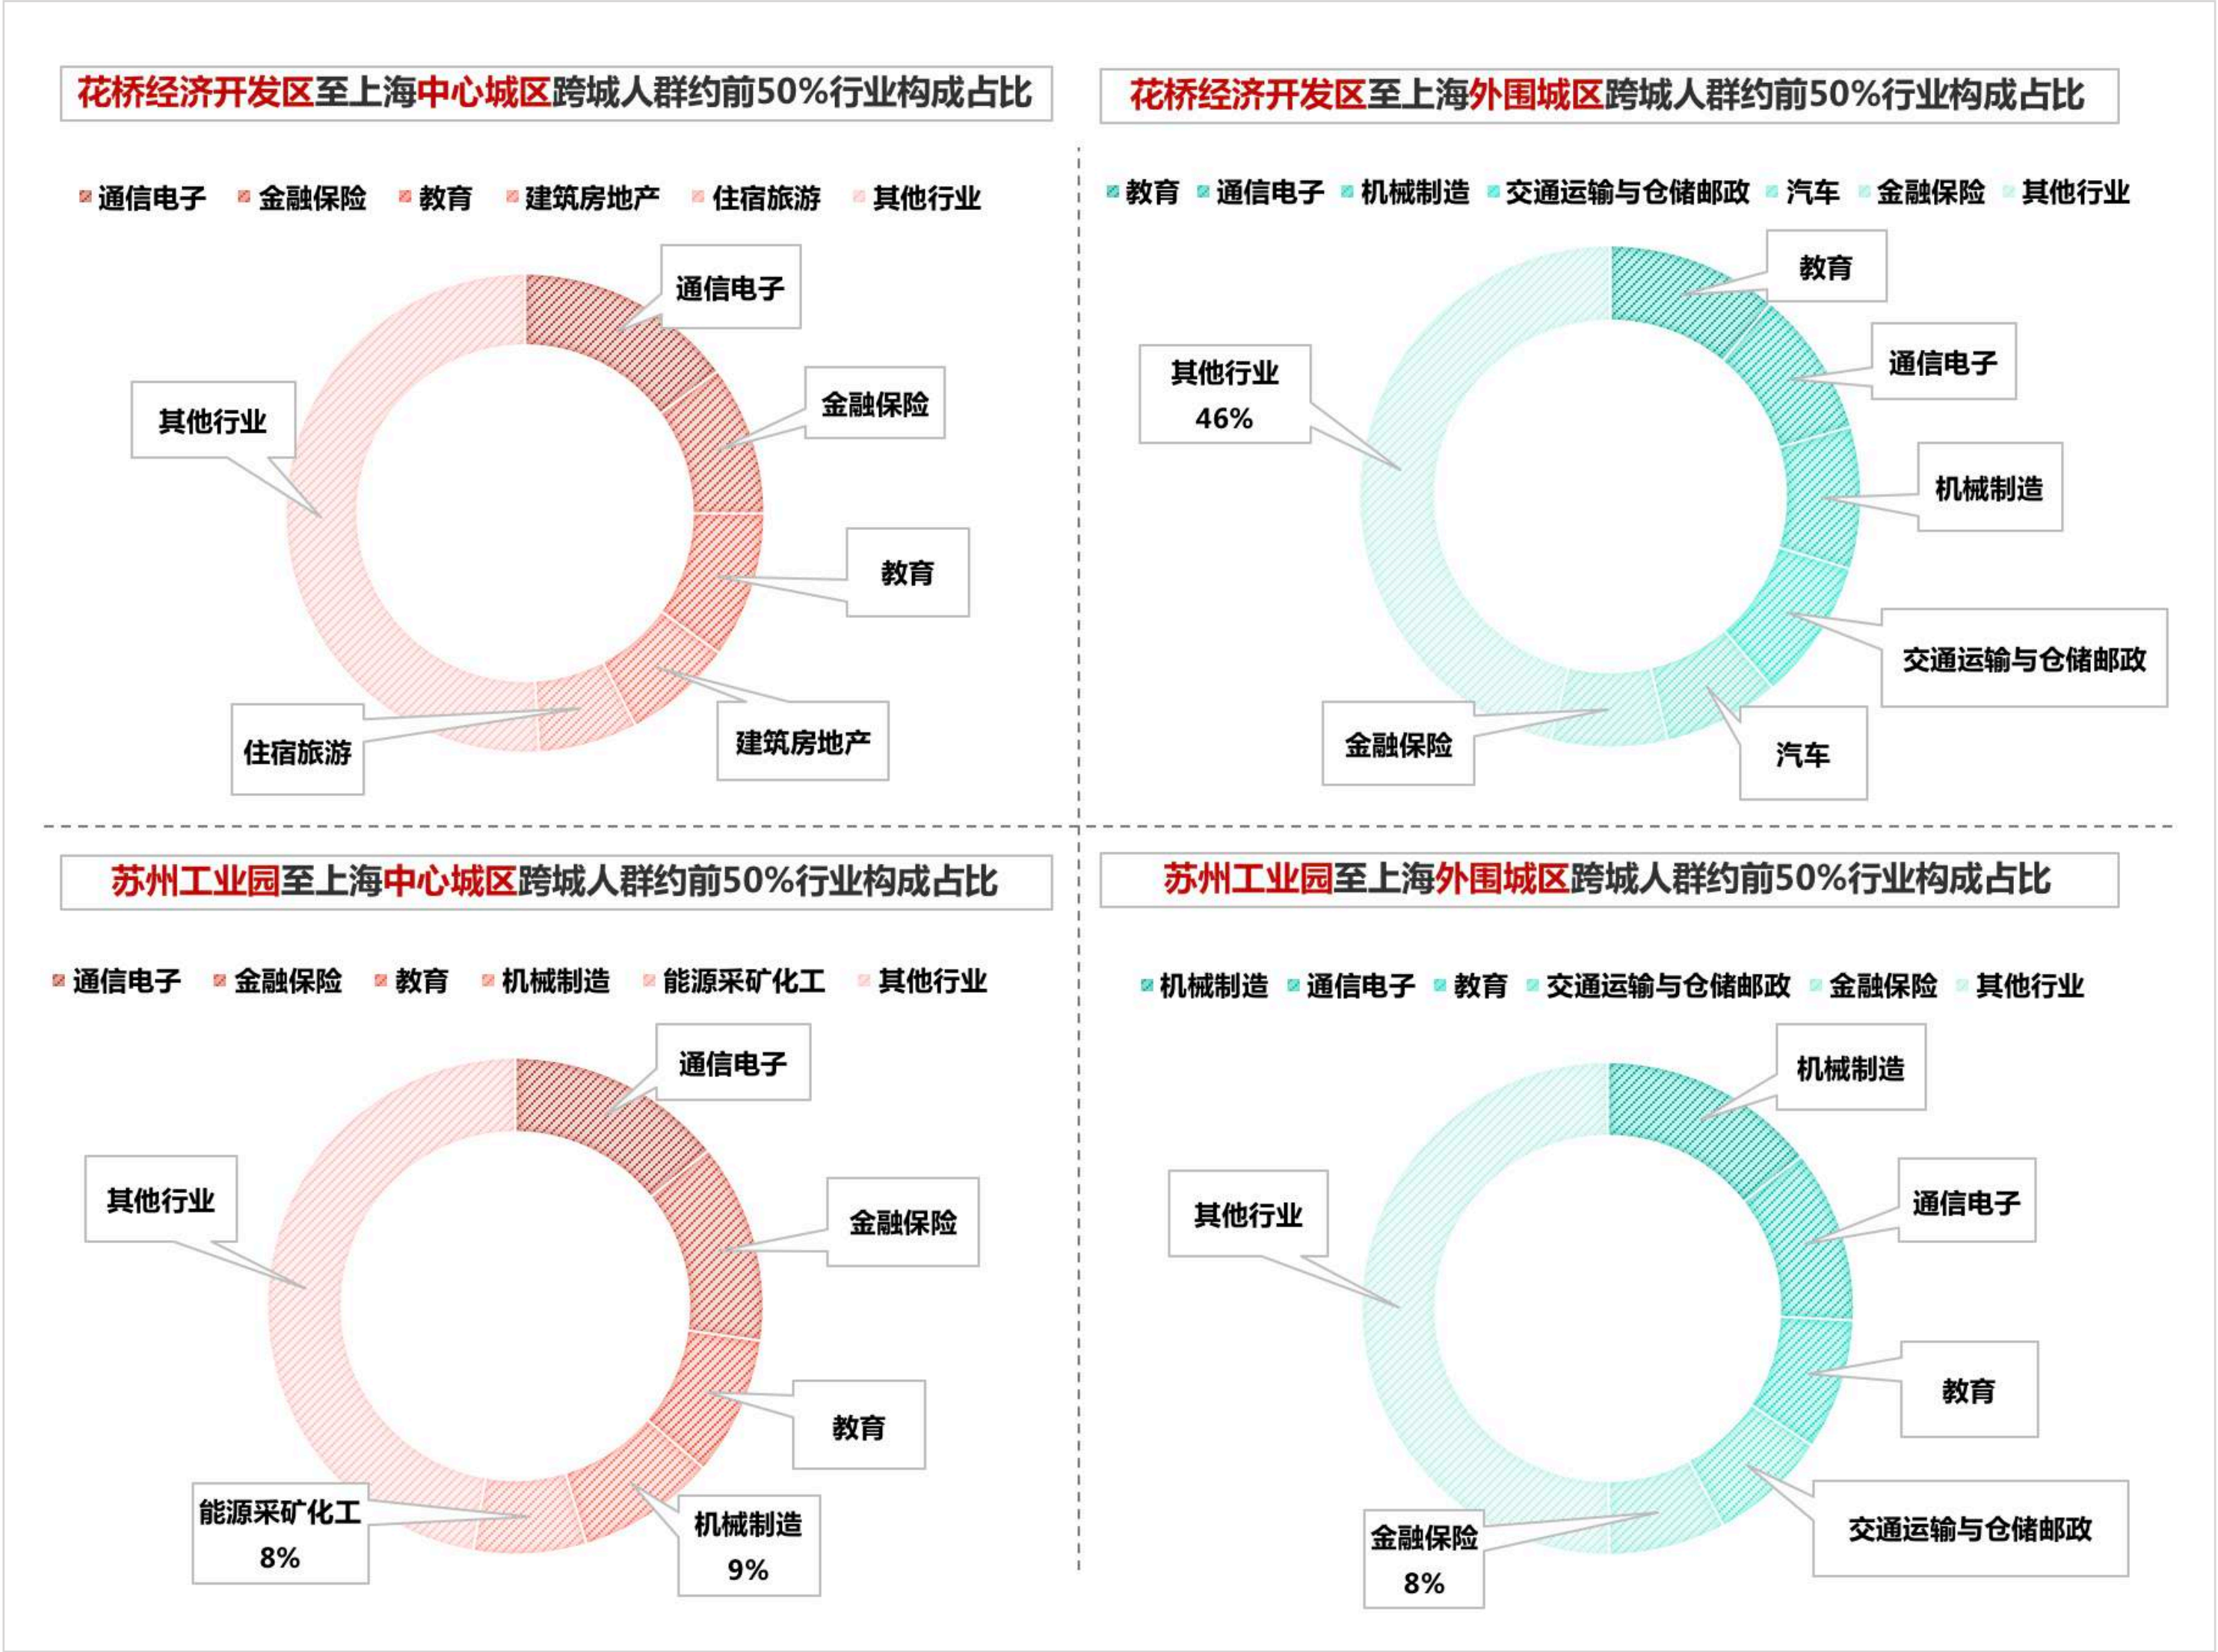 花桥经济开发区至上海中心城区跨城人群约前50%行业构成占比
通信电子 金融保险 教育 建筑房地产 住宿旅游 其他行业
通信电子
金融保险
其他行业
教育
建筑房地产
住宿旅游
花桥经济开发区至上海外围城区跨城人群约前50%行业构成占比
教育 通信电子 机械制造 交通运输与仓储邮政 汽车 金融保险 其他行业
教育
通信电子
其他行业
46%
机械制造
交通运输与仓储邮政
金融保险
汽车
苏州工业园至上海中心城区跨城人群约前50%行业构成占比
通信电子 金融保险 教育 机械制造 能源采矿化工 其他行业
通信电子
其他行业
金融保险
教育
能源采矿化工
8%
机械制造
9%
苏州工业园至上海外围城区跨城人群约前50%行业构成占比
机械制造 通信电子 教育 交通运输与仓储邮政 金融保险 其他行业
机械制造
通信电子
其他行业
教育
交通运输与仓储邮政
金融保险
8%